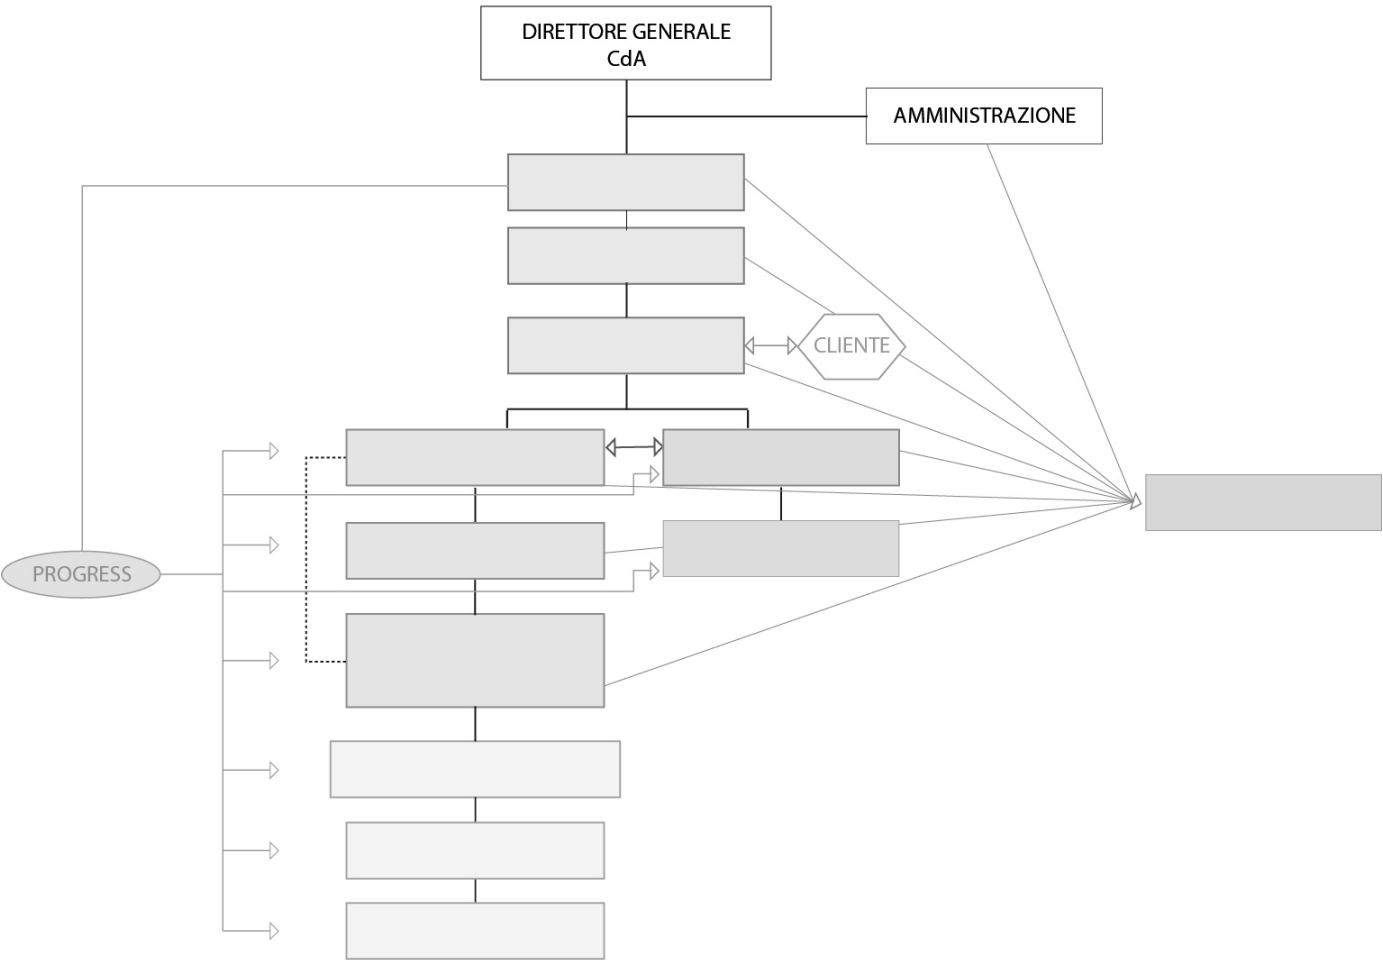 DIRETTORE GENERALE
CdA
AMMINISTRAZIONE
CLIENTE
PROGRESS